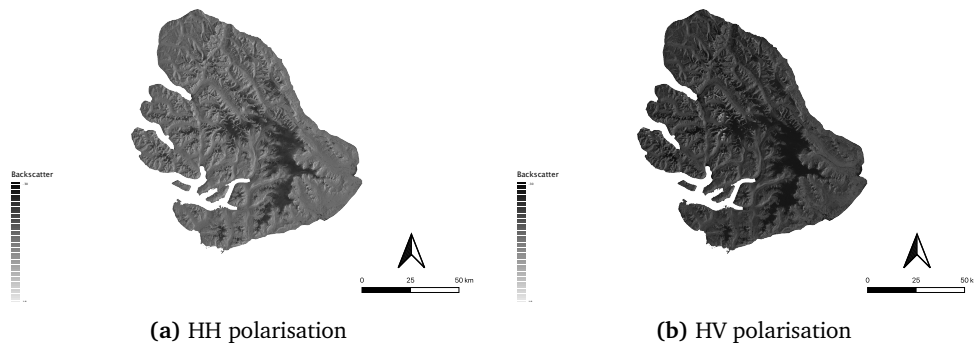 Backscatter
0 25 50 km
(a) HH polarisation
Backscatter
0 25 50 k
(b) HV polarisation